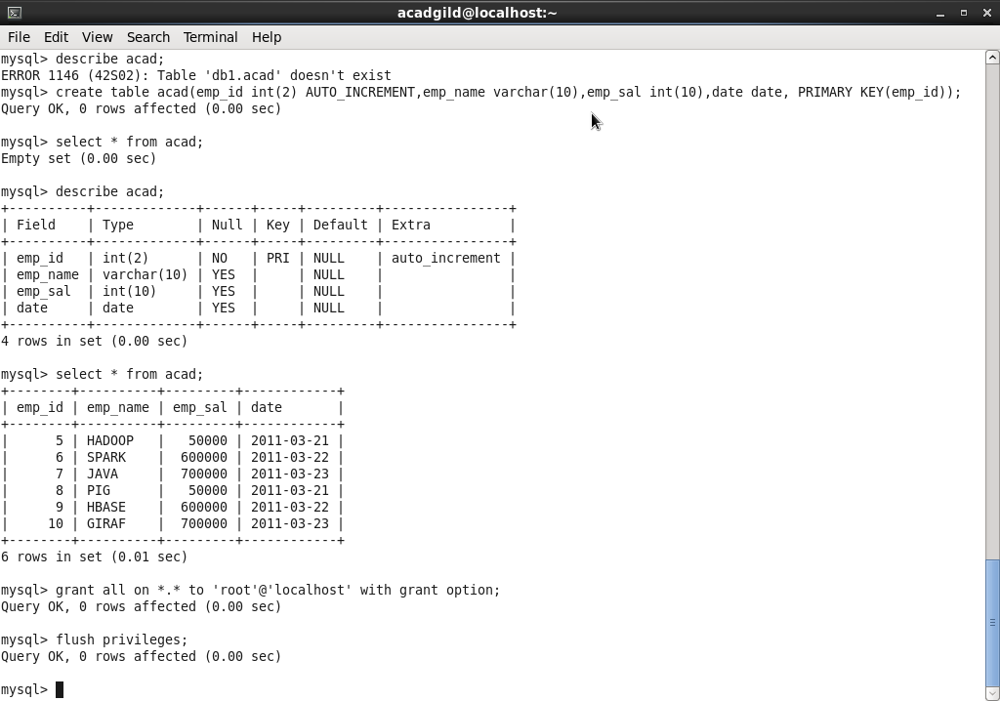 acadgild@localhost:~
File Edit View Search Terminal Help
mysql> describe acad;
ERROR 1146 (42S02): Table 'db1.acad' doesn't exist
mysql> create table acad(emp_id int(2) AUTO_INCREMENT,emp_name varchar(10),emp_sal int(10),date date, PRIMARY KEY(emp_id));
Query OK, 0 rows affected (0.00 sec)

mysql> select * from acad;
Empty set (0.00 sec)

mysql> describe acad;
+----------+-------------+------+-----+---------+----------------+
| Field    | Type        | Null | Key | Default | Extra          |
+----------+-------------+------+-----+---------+----------------+
| emp_id   | int(2)      | NO   | PRI | NULL    | auto_increment |
| emp_name | varchar(10) | YES  |     | NULL    |                |
| emp_sal  | int(10)     | YES  |     | NULL    |                |
| date     | date        | YES  |     | NULL    |                |
+----------+-------------+------+-----+---------+----------------+
4 rows in set (0.00 sec)

mysql> select * from acad;
+--------+----------+---------+------------+
| emp_id | emp_name | emp_sal | date       |
+--------+----------+---------+------------+
|      5 | HADOOP   |   50000 | 2011-03-21 |
|      6 | SPARK    |  600000 | 2011-03-22 |
|      7 | JAVA     |  700000 | 2011-03-23 |
|      8 | PIG      |   50000 | 2011-03-21 |
|      9 | HBASE    |  600000 | 2011-03-22 |
|     10 | GIRAF    |  700000 | 2011-03-23 |
+--------+----------+---------+------------+
6 rows in set (0.01 sec)

mysql> grant all on *.* to 'root'@'localhost' with grant option;
Query OK, 0 rows affected (0.00 sec)

mysql> flush privileges;
Query OK, 0 rows affected (0.00 sec)

mysql>